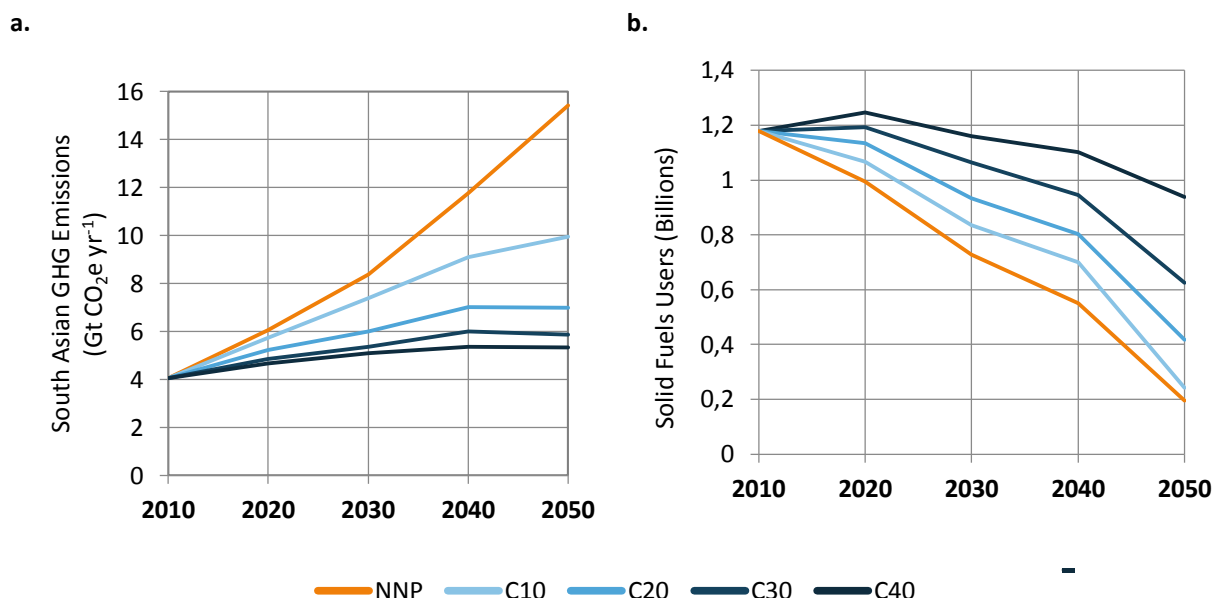 a.
b.
South Asian GHG Emissions
(Gt CO₂e yr⁻¹)
16
14
12
10
8
6
4
2
0
2010 2020 2030 2040 2050
Solid Fuels Users (Billions)
1,4
1,2
1
0,8
0,6
0,4
0,2
0
2010 2020 2030 2040 2050
NNP C10 C20 C30 C40